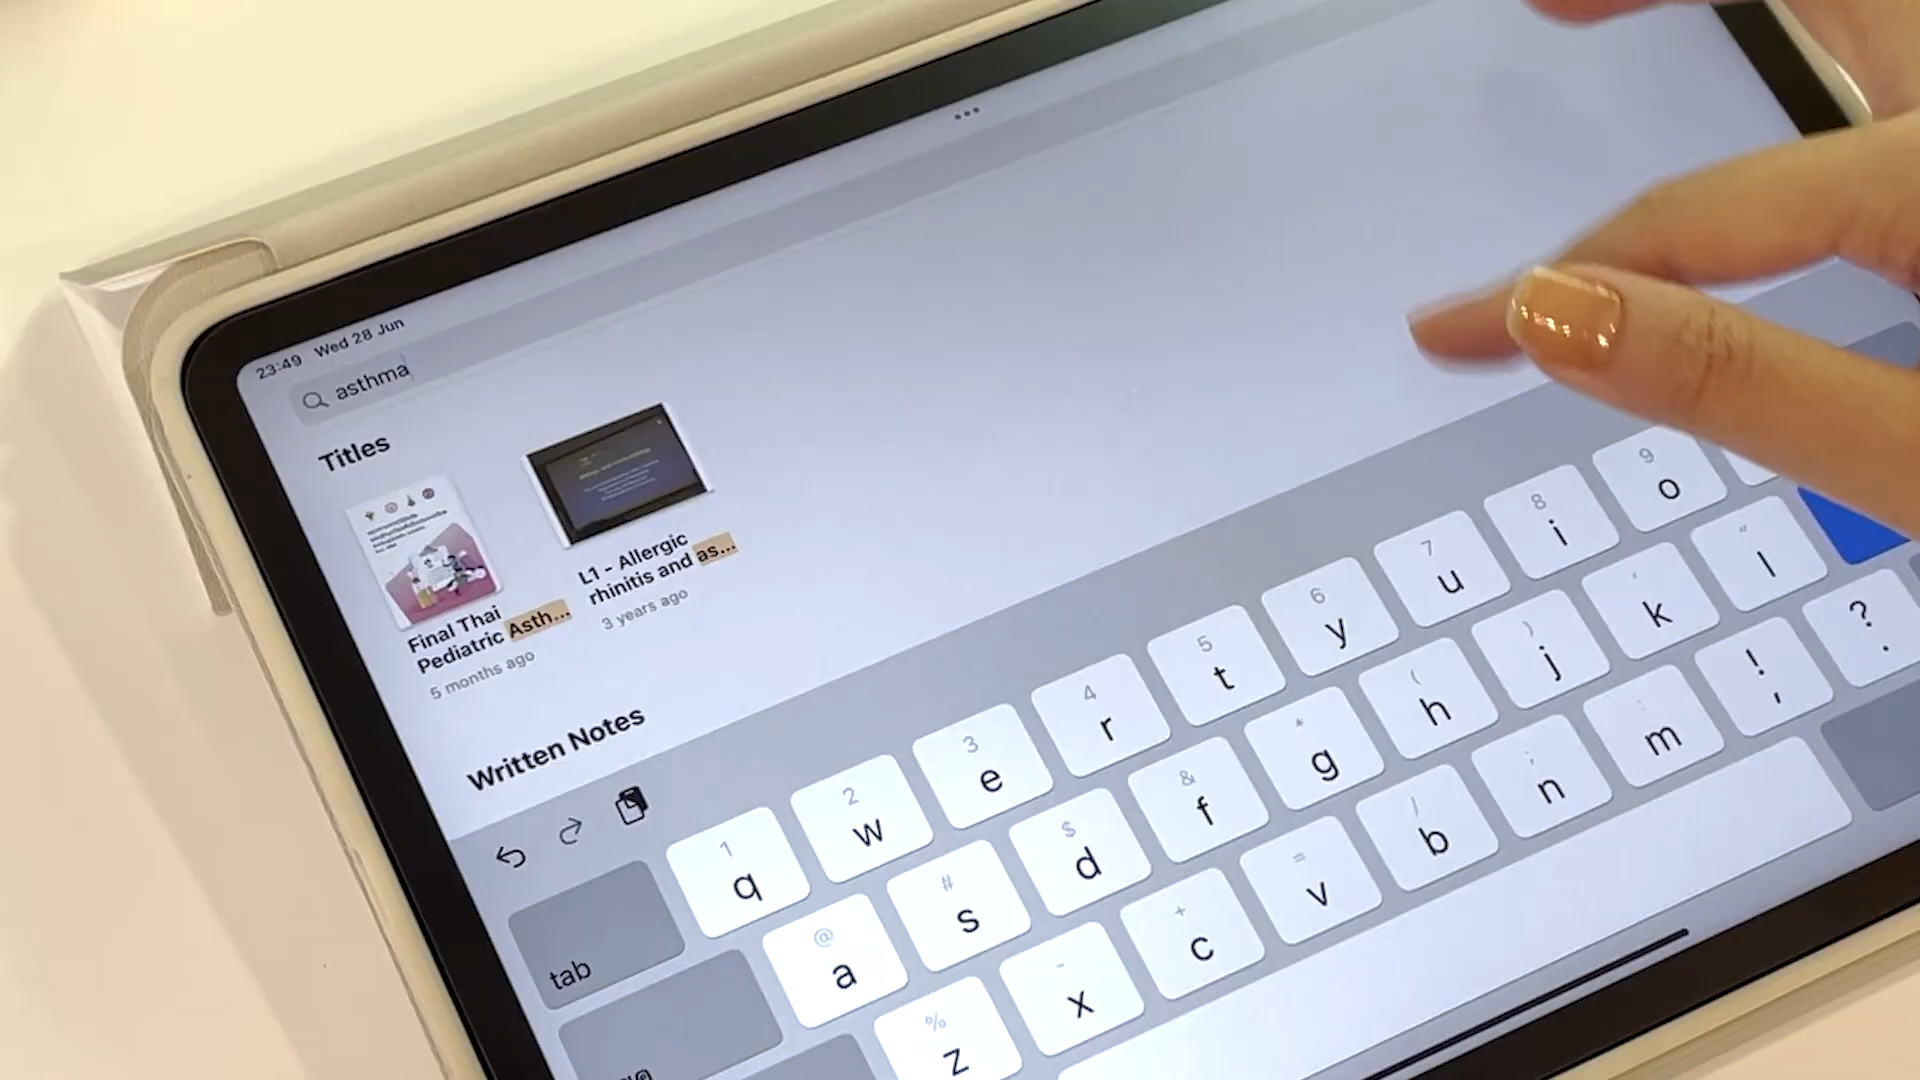 23:49 Wed 28 Jun
asthma
Titles
Final Thai
Pediatric Asth...
5 months ago
L1 - Allergic
rhinitis and as...
3 years ago
Written Notes
1 2 3 4 5 6 7 8 9
q w e r t y u i o
tab
@ # $ & * ( ) ' "
a s d f g h j k l
% - + = / ; : ! ?
z x c v b n m , .